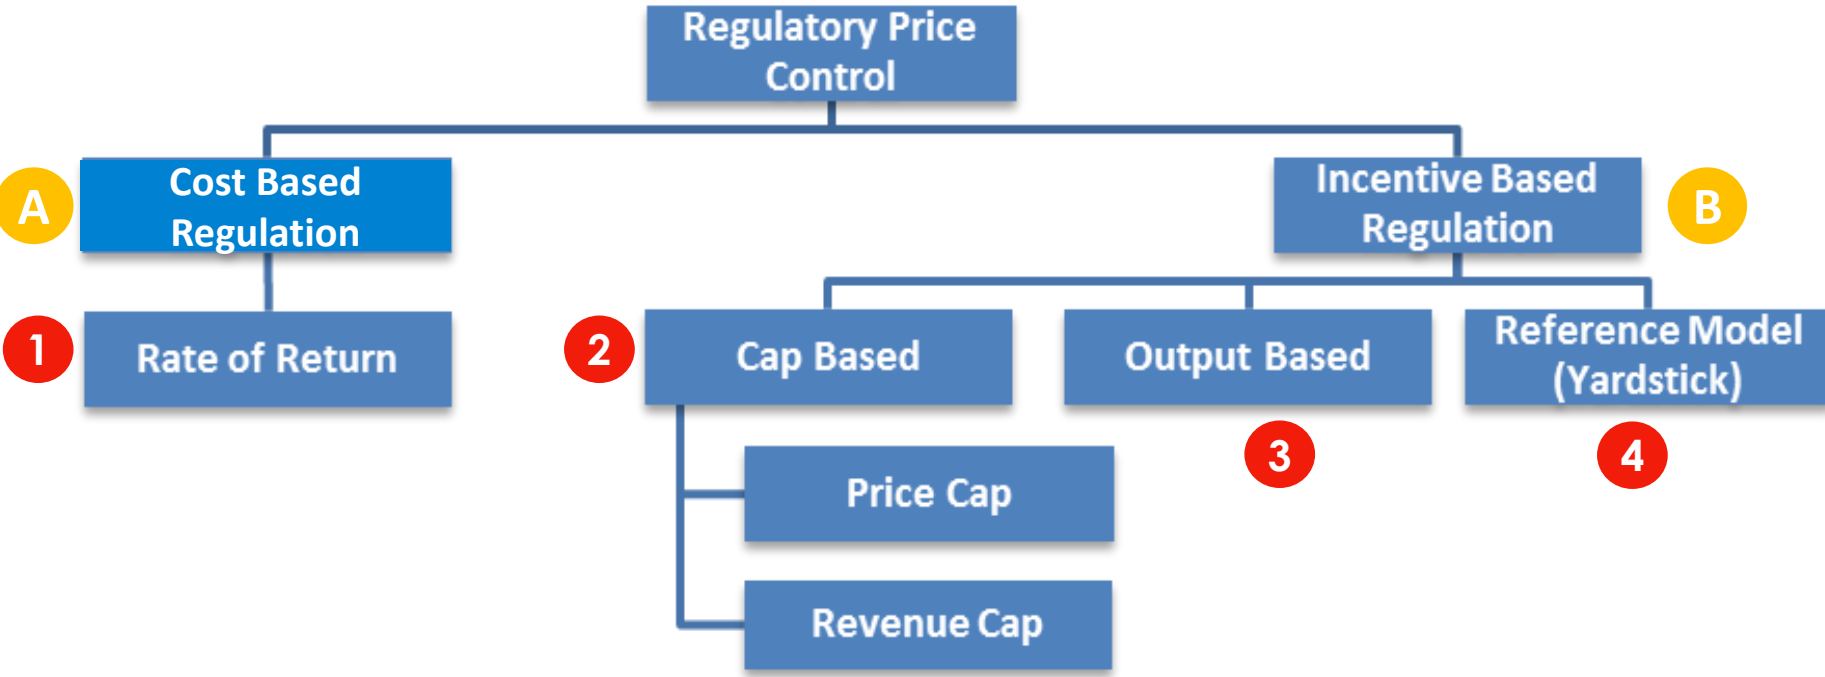 Regulatory Price
Control
A
Cost Based
Regulation
Incentive Based
Regulation
B
1
Rate of Return
2
Cap Based
Output Based
Reference Model
(Yardstick)
3
4
Price Cap
Revenue Cap